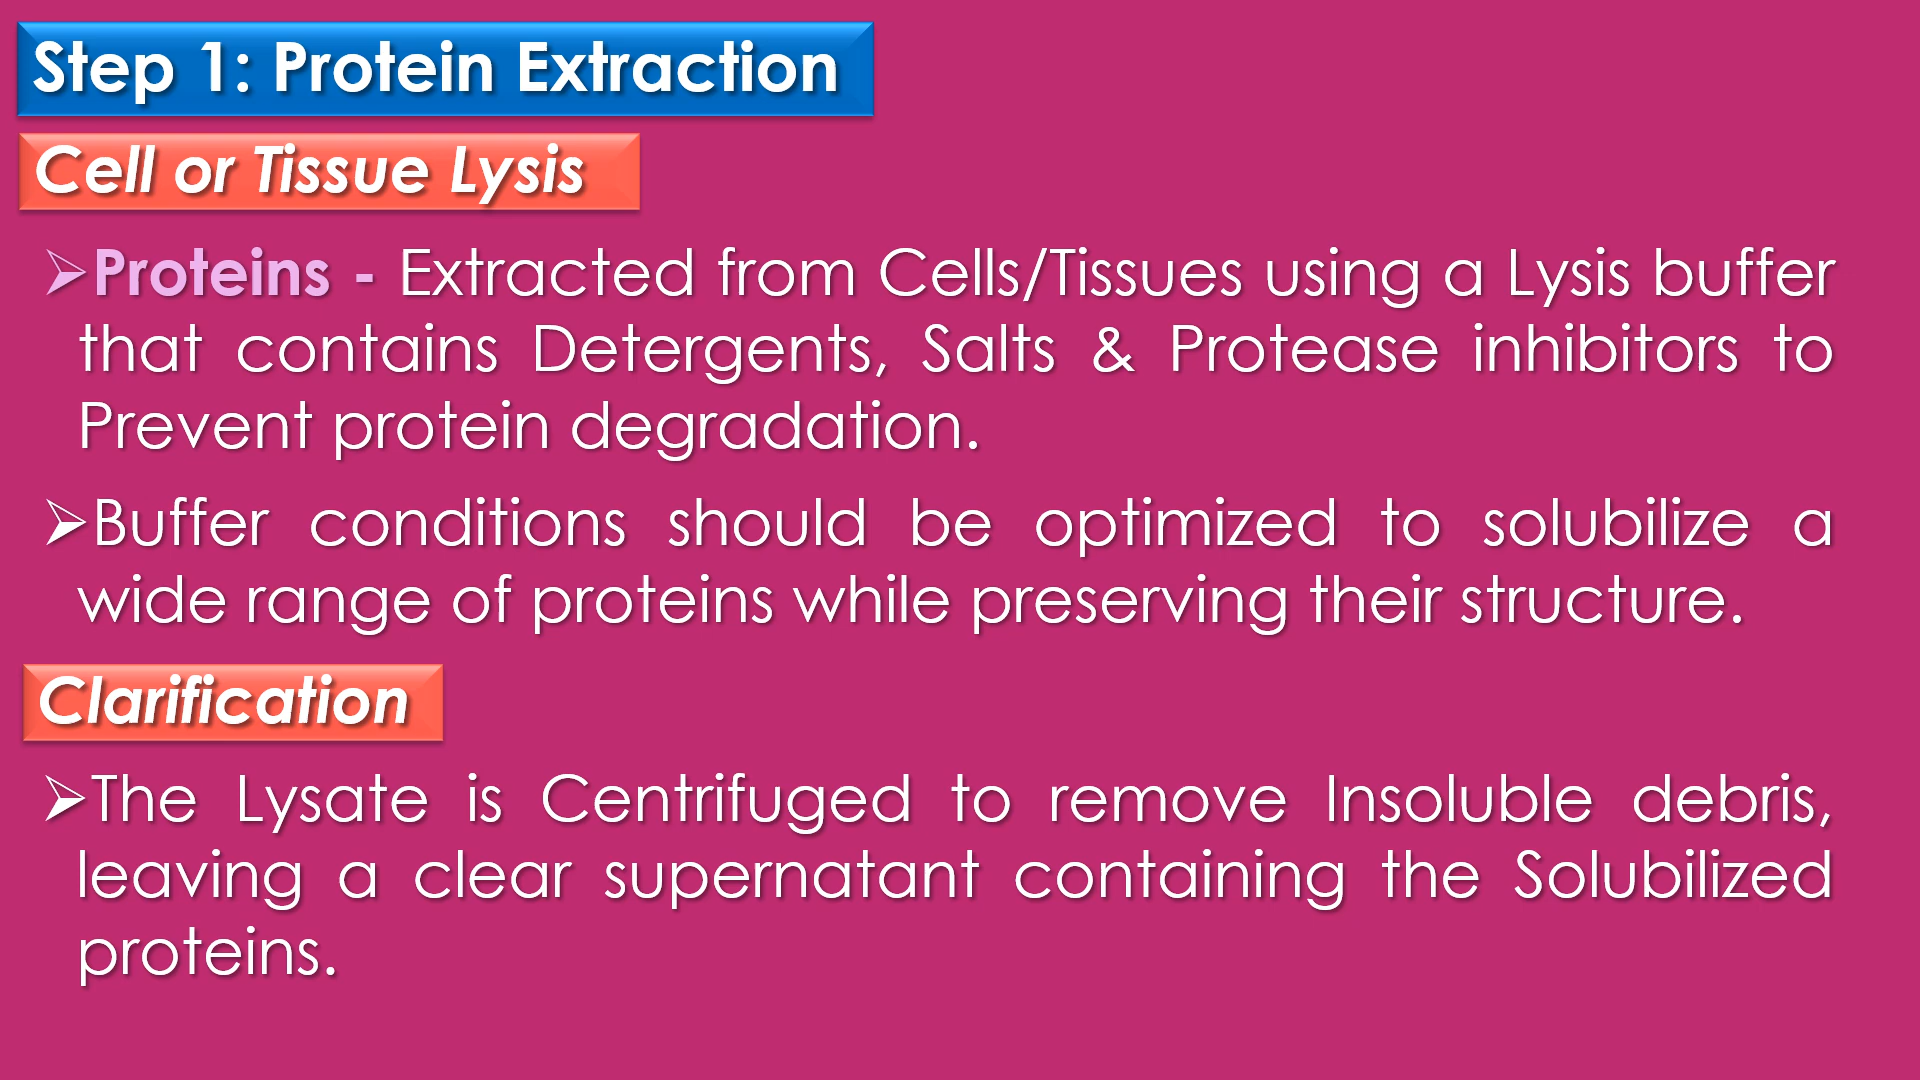 Step 1: Protein Extraction
Cell or Tissue Lysis
➢Proteins - Extracted from Cells/Tissues using a Lysis buffer
that contains Detergents, Salts & Protease inhibitors to
Prevent protein degradation.
➢Buffer conditions should be optimized to solubilize a
wide range of proteins while preserving their structure.
Clarification
➢The Lysate is Centrifuged to remove Insoluble debris,
leaving a clear supernatant containing the Solubilized
proteins.